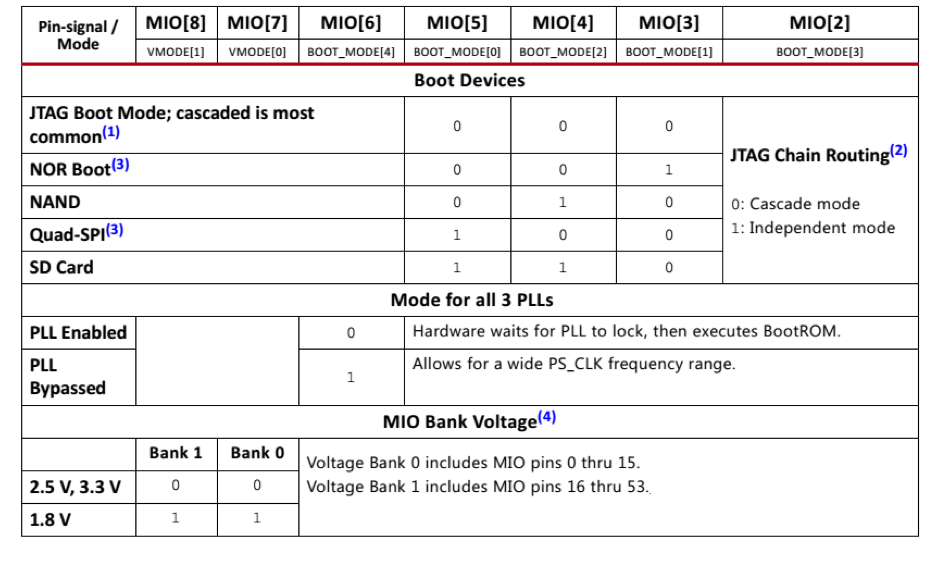 Pin-signal / Mode MIO[8] MIO[7] MIO[6] MIO[5] MIO[4] MIO[3] MIO[2]
VMODE[1] VMODE[0] BOOT_MODE[4] BOOT_MODE[0] BOOT_MODE[2] BOOT_MODE[1] BOOT_MODE[3]
Boot Devices
JTAG Boot Mode; cascaded is most
common(1) 0 0 0
NOR Boot(3) 0 0 1
NAND 0 1 0
Quad-SPI(3) 1 0 0
SD Card 1 1 0
JTAG Chain Routing(2)
0: Cascade mode
1: Independent mode
Mode for all 3 PLLs
PLL Enabled 0 Hardware waits for PLL to lock, then executes BootROM.
PLL
Bypassed 1 Allows for a wide PS_CLK frequency range.
MIO Bank Voltage(4)
Bank 1 Bank 0
2.5 V, 3.3 V 0 0
1.8 V 1 1
Voltage Bank 0 includes MIO pins 0 thru 15.
Voltage Bank 1 includes MIO pins 16 thru 53.